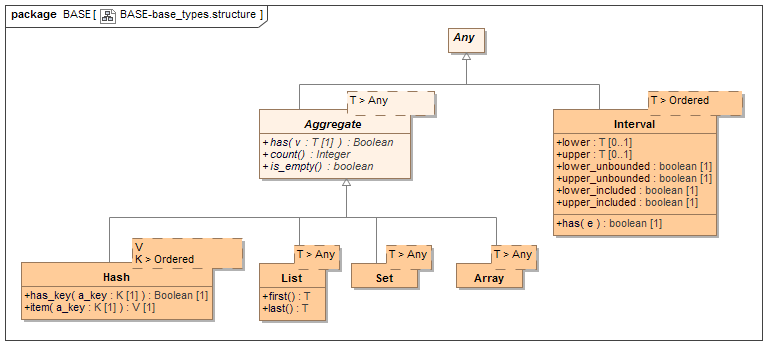 package BASE [ BASE-base_types.structure ]
Any
T > Any
Aggregate
+has( v : T [1] ) : Boolean
+count() : Integer
+is_empty() : boolean
T > Ordered
Interval
+lower : T [0..1]
+upper : T [0..1]
+lower_unbounded : boolean [1]
+upper_unbounded : boolean [1]
+lower_included : boolean [1]
+upper_included : boolean [1]
+has( e ) : boolean [1]
V
K > Ordered
Hash
+has_key( a_key : K [1] ) : Boolean [1]
+item( a_key : K [1] ) : V [1]
T > Any
List
+first() : T
+last() : T
T > Any
Set
T > Any
Array